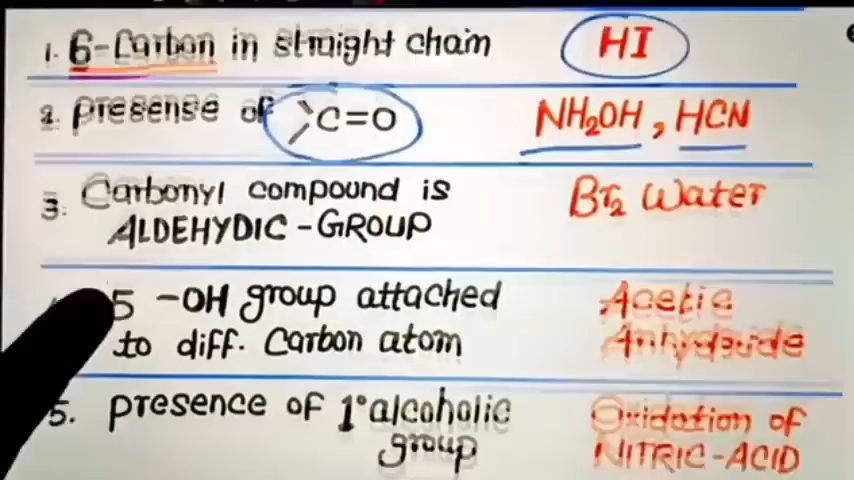 1. 6-Carbon in straight chain HI
2. presense of >C=O NH₂OH, HCN
3. Carbonyl compound is Br₂ Water
ALDEHYDIC-GROUP
5 -OH group attached Acetic
to diff. Carbon atom Anhydride
5. presence of 1° alcoholic Oxidation of
group NITRIC-ACID